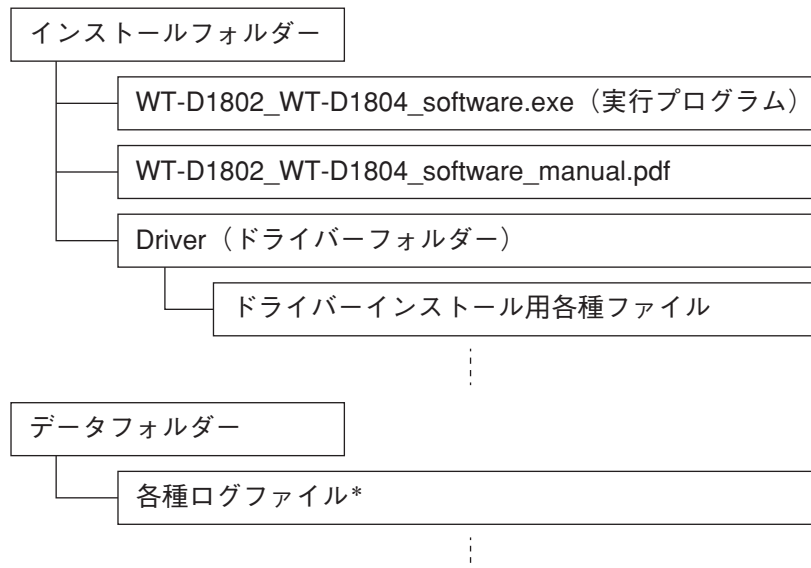 インストールフォルダー
WT-D1802_WT-D1804_software.exe（実行プログラム）
WT-D1802_WT-D1804_software_manual.pdf
Driver（ドライバーフォルダー）
ドライバーインストール用各種ファイル
データフォルダー
各種ログファイル*